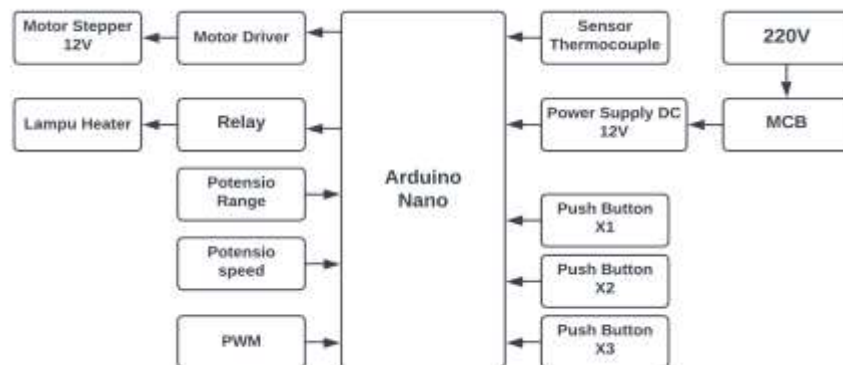 Motor Stepper
12V
Motor Driver
Sensor
Thermocouple
220V
Lampu Heater
Relay
Power Supply DC
12V
MCB
Potensio
Range
Arduino
Nano
Push Button
X1
Potensio
speed
Push Button
X2
PWM
Push Button
X3